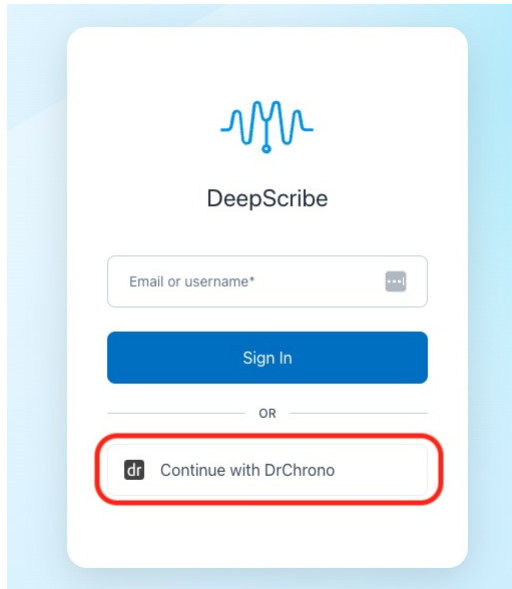 DeepScribe
Email or username*
Sign In
OR
dr Continue with DrChrono